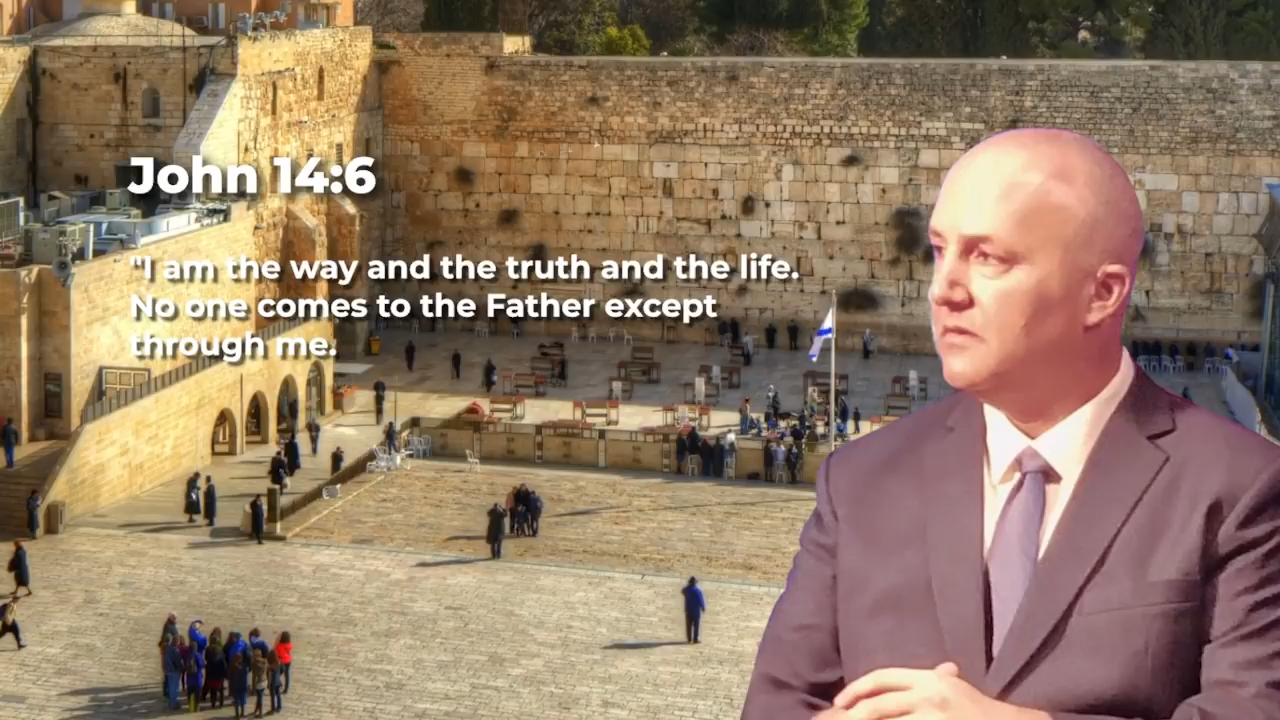 John 14:6
"I am the way and the truth and the life.
No one comes to the Father except
through me.